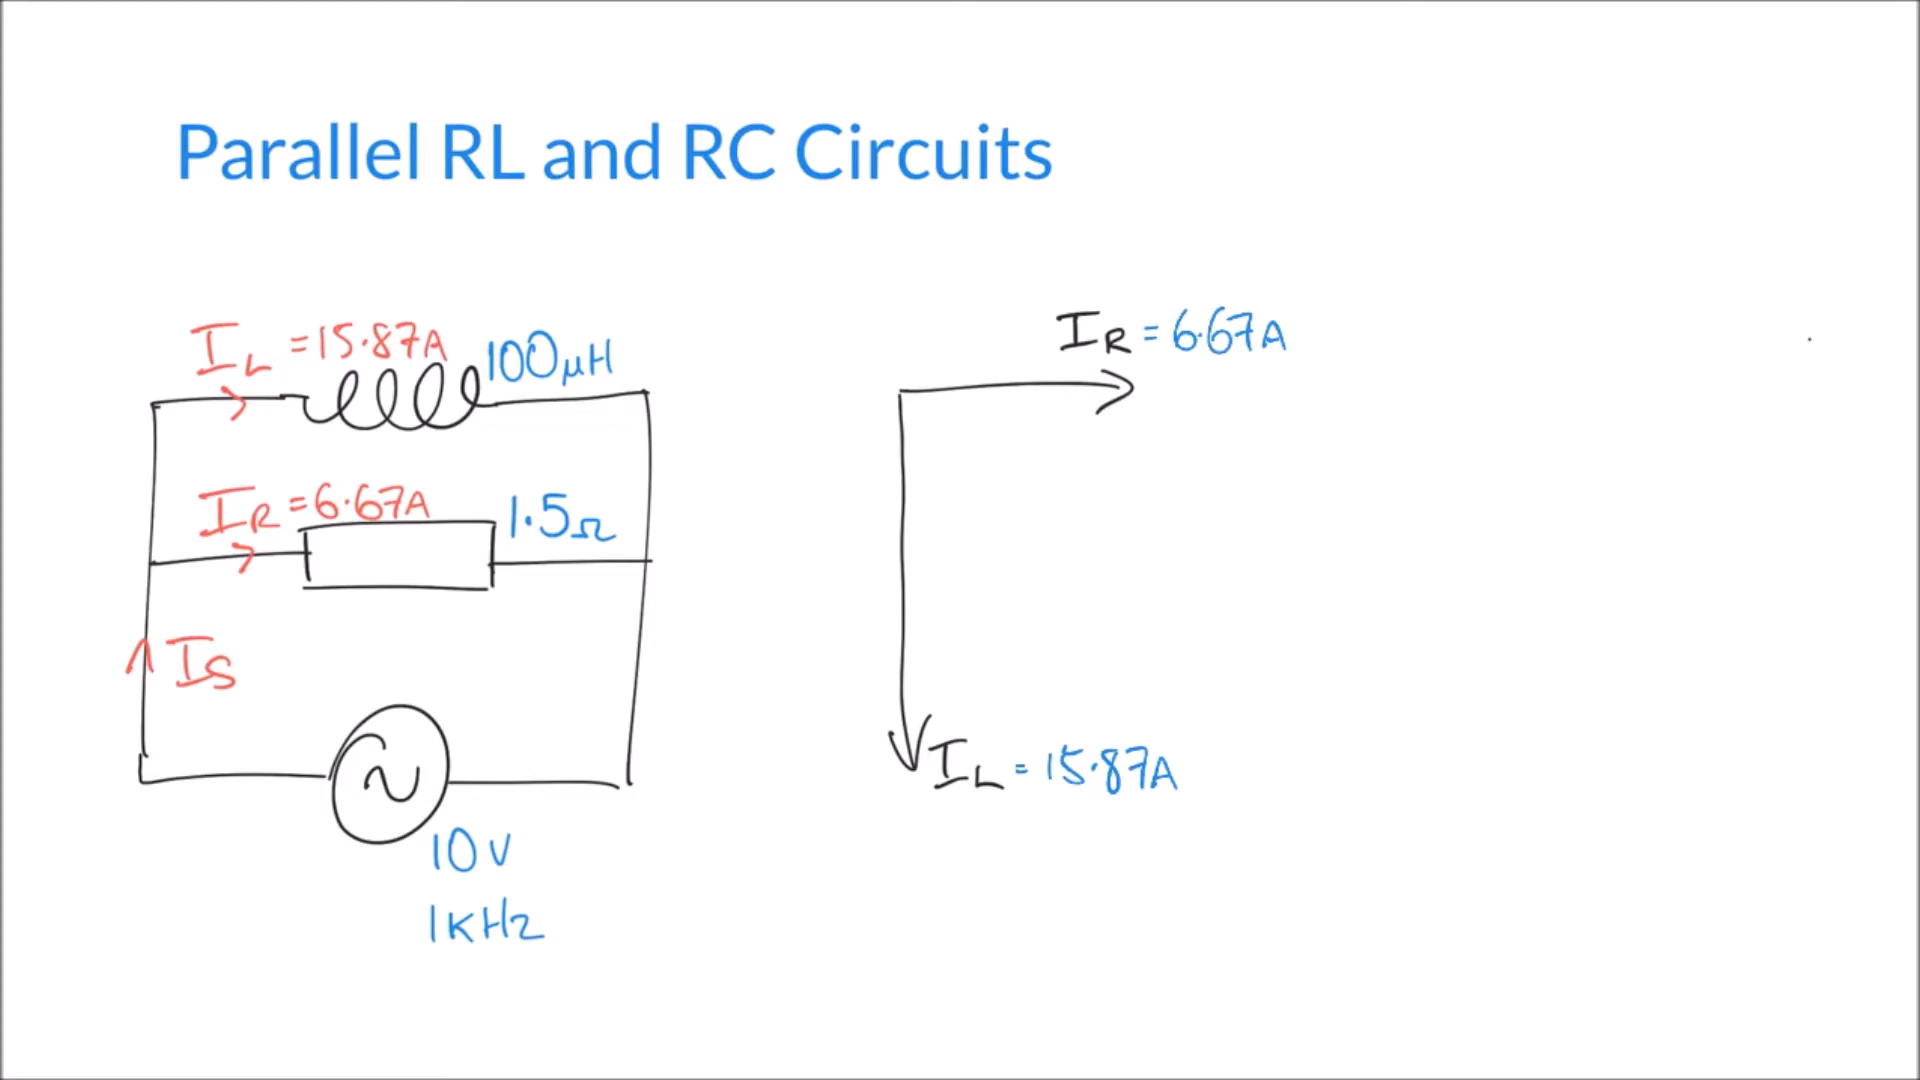 Parallel RL and RC Circuits
IL = 15.87A
100μH
IR = 6.67A
1.5Ω
IS
10V
1KHz
IR = 6.67A
IL = 15.87A